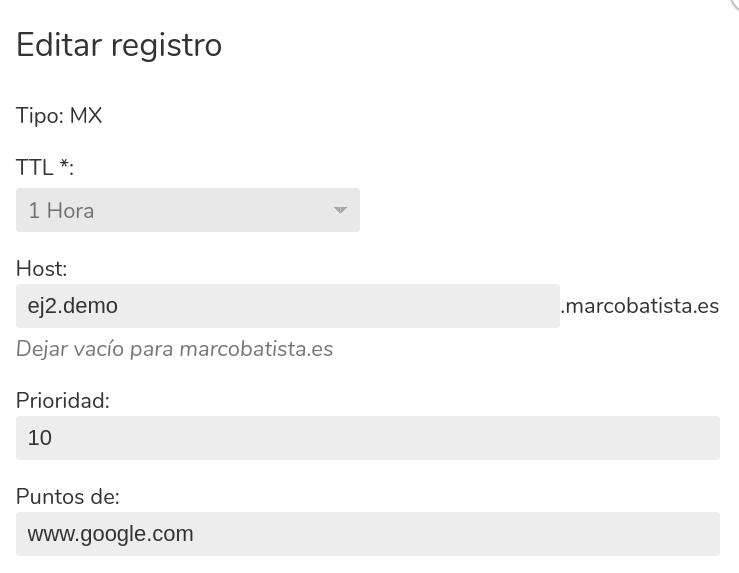 Editar registro
Tipo: MX
TTL *:
1 Hora
Host:
ej2.demo .marcobatista.es
Dejar vacío para marcobatista.es
Prioridad:
10
Puntos de:
www.google.com